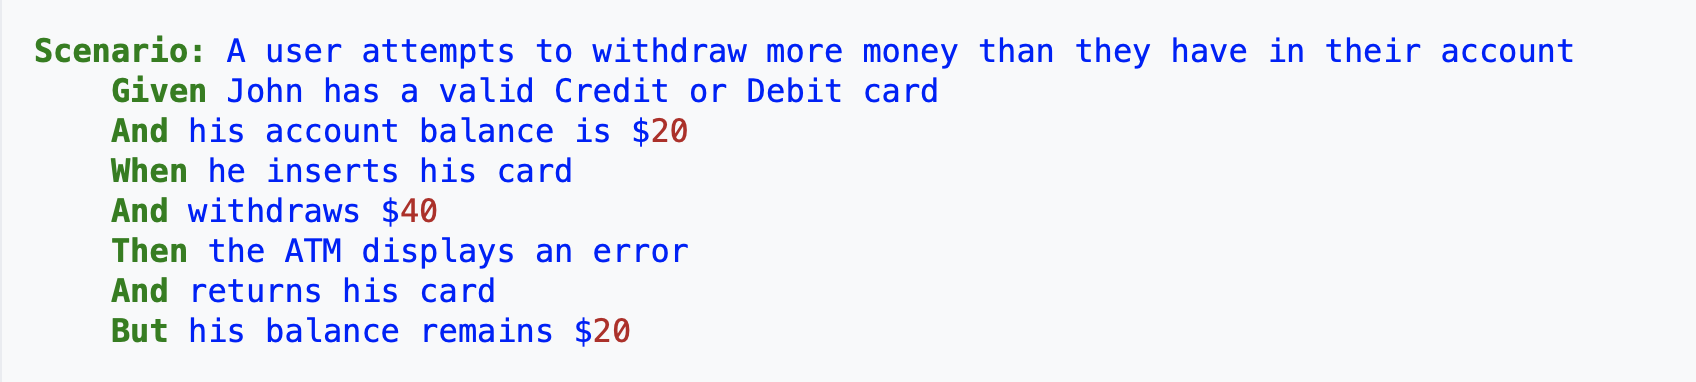 Scenario: A user attempts to withdraw more money than they have in their account
Given John has a valid Credit or Debit card
And his account balance is $20
When he inserts his card
And withdraws $40
Then the ATM displays an error
And returns his card
But his balance remains $20